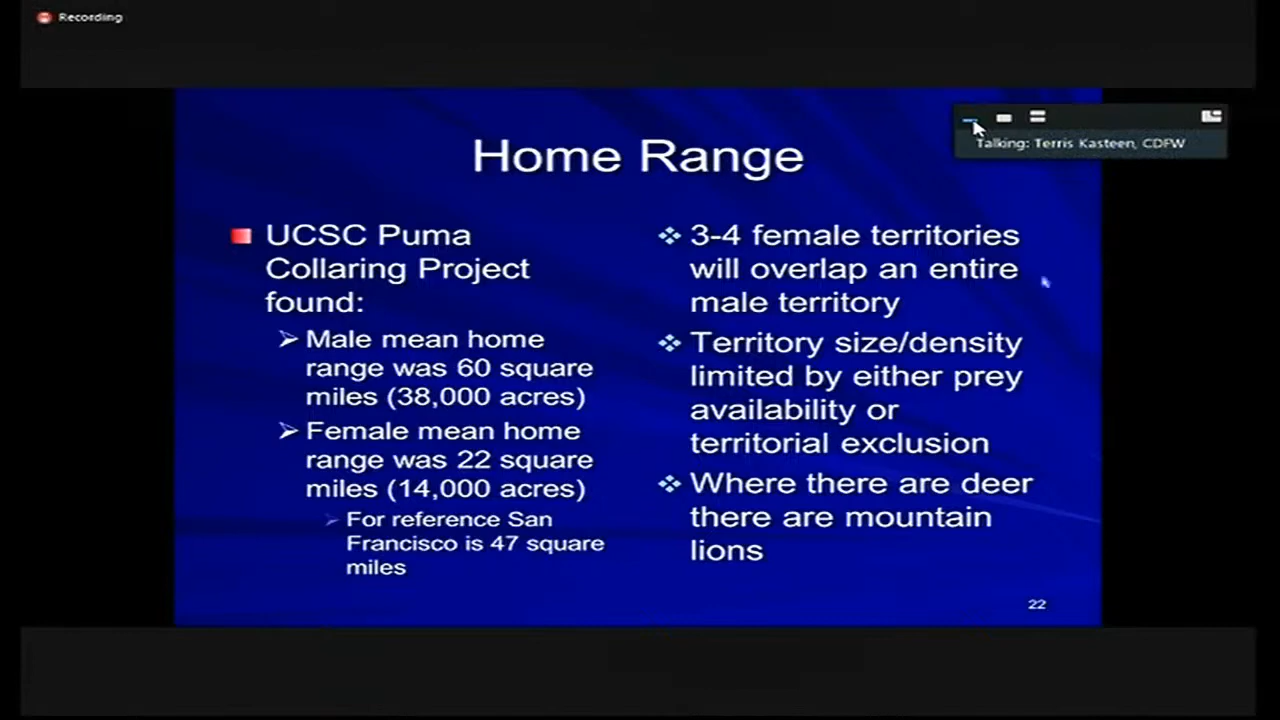 Recording
Talking: Terris Kasteen, CDFW
Home Range
UCSC Puma
Collaring Project
found:
Male mean home
range was 60 square
miles (38,000 acres)
Female mean home
range was 22 square
miles (14,000 acres)
For reference San
Francisco is 47 square
miles
3-4 female territories
will overlap an entire
male territory
Territory size/density
limited by either prey
availability or
territorial exclusion
Where there are deer
there are mountain
lions
22